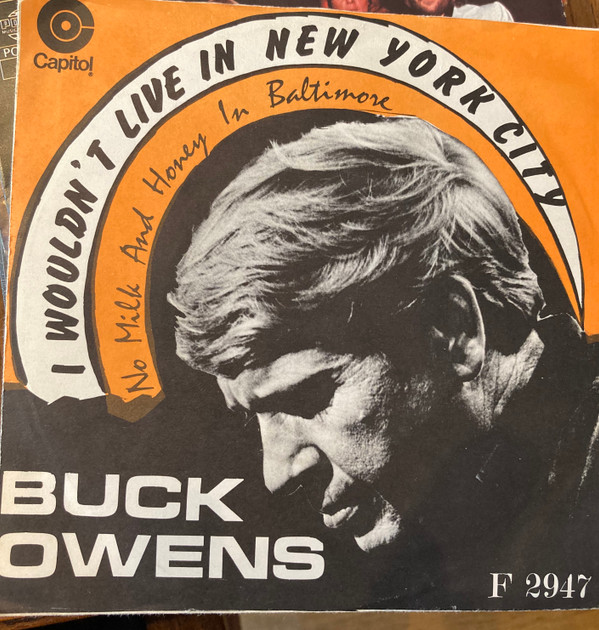 Capitol®
I WOULDN'T LIVE IN NEW YORK CITY
No Milk And Honey In Baltimore
BUCK
OWENS
F 2947